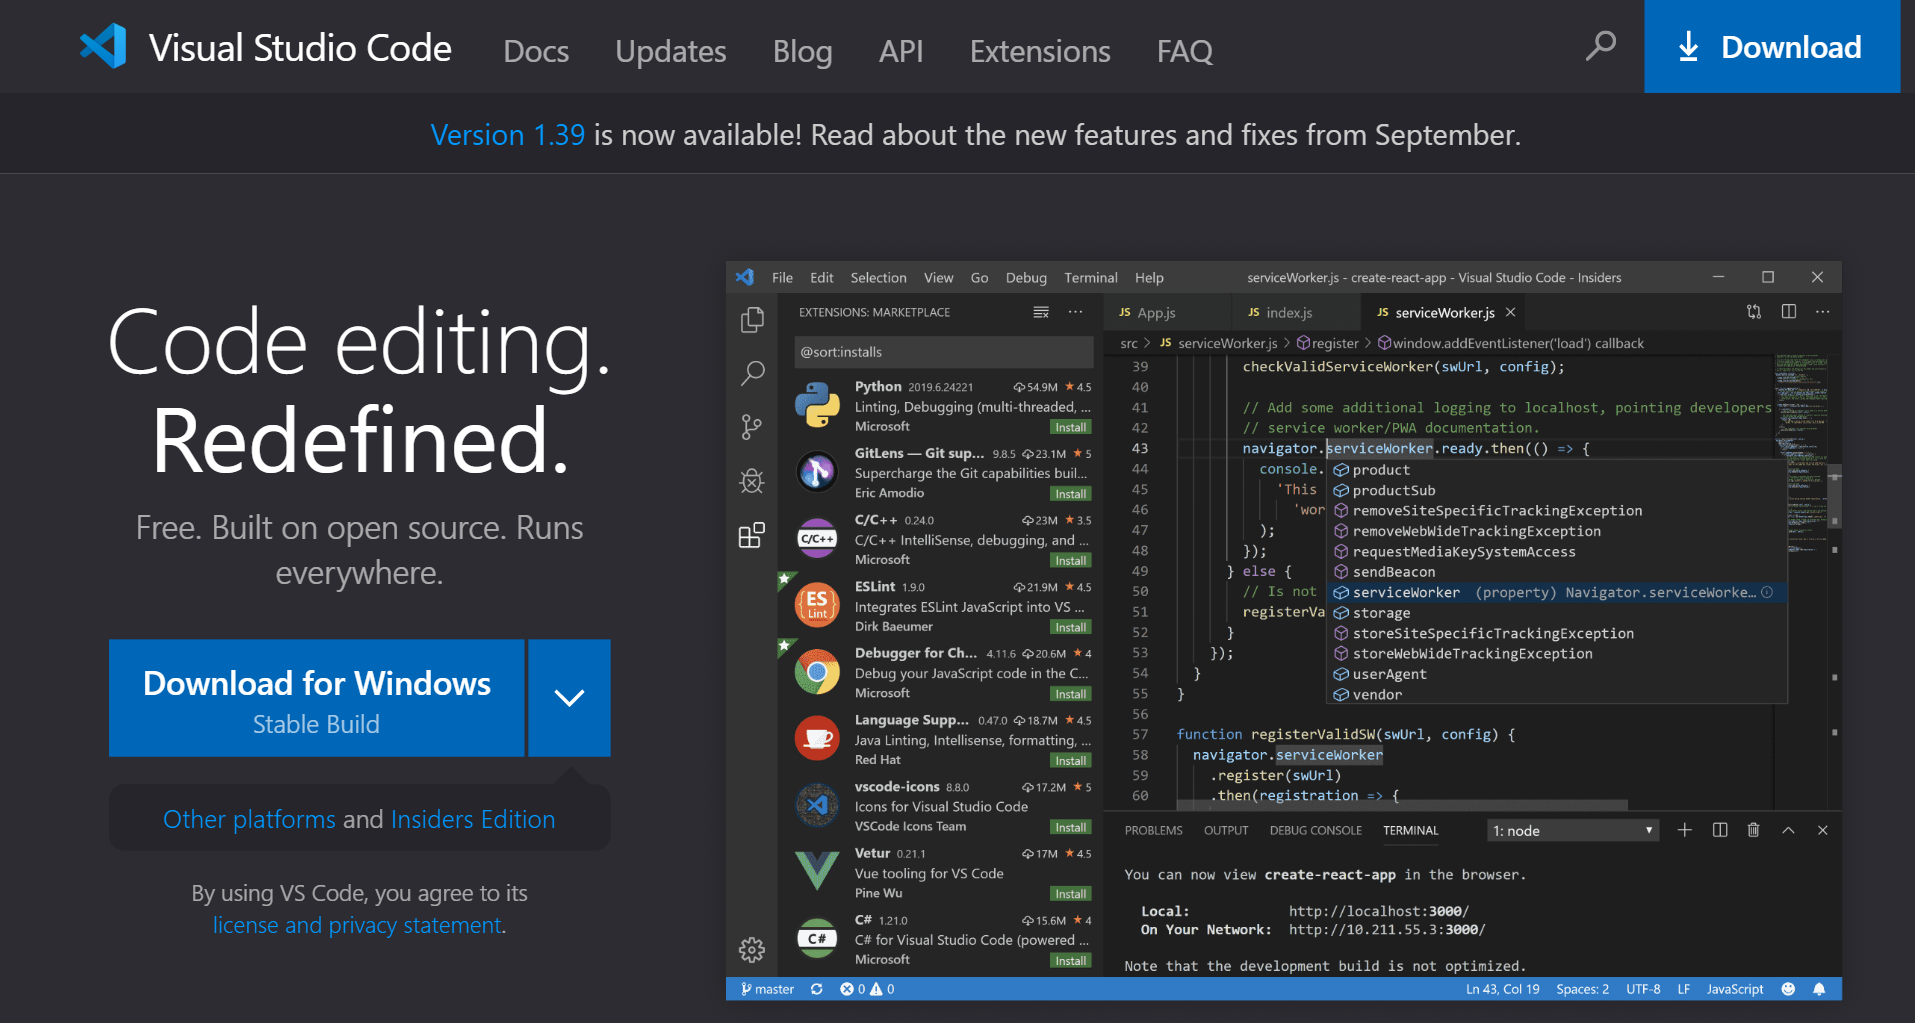 Visual Studio Code Docs Updates Blog API Extensions FAQ Download
Version 1.39 is now available! Read about the new features and fixes from September.
Code editing.
Redefined.
Free. Built on open source. Runs
everywhere.
Download for Windows
Stable Build
Other platforms and Insiders Edition
By using VS Code, you agree to its
license and privacy statement.
File Edit Selection View Go Debug Terminal Help serviceWorker.js - create-react-app - Visual Studio Code - Insiders
EXTENSIONS: MARKETPLACE
@sort:installs
Python 2019.6.24221 54.9M ★ 4.5
Linting, Debugging (multi-threaded, ...
Microsoft Install
GitLens — Git sup... 9.8.5 23.1M ★ 5
Supercharge the Git capabilities buil...
Eric Amodio Install
C/C++
C/C++ 0.24.0 23M ★ 3.5
C/C++ IntelliSense, debugging, and ...
Microsoft Install
ES
Lint
ESLint 1.9.0 21.9M ★ 4.5
Integrates ESLint JavaScript into VS ...
Dirk Baeumer Install
Debugger for Ch... 4.11.6 20.6M ★ 4
Debug your JavaScript code in the C...
Microsoft Install
Language Supp... 0.47.0 18.7M ★ 4.5
Java Linting, Intellisense, formatting, ...
Red Hat Install
vscode-icons 8.8.0 17.2M ★ 5
Icons for Visual Studio Code
VSCode Icons Team Install
Vetur 0.21.1 17M ★ 4.5
Vue tooling for VS Code
Pine Wu Install
C#
C# 1.21.0 15.6M ★ 4
C# for Visual Studio Code (powered ...
Microsoft Install
JS App.js JS index.js JS serviceWorker.js
src > JS serviceWorker.js > register > window.addEventListener('load') callback
39 checkValidServiceWorker(swUrl, config);
40
41 // Add some additional logging to localhost, pointing developers
42 // service worker/PWA documentation.
43 navigator.serviceWorker.ready.then(() => {
44 console.
45 'This
46 'wor
47 );
48 });
49 } else {
50 // Is not
51 registerVa
52 }
53 });
54 }
55 }
56
57 function registerValidSW(swUrl, config) {
58 navigator.serviceWorker
59 .register(swUrl)
60 .then(registration => {
product
productSub
removeSiteSpecificTrackingException
removeWebWideTrackingException
requestMediaKeySystemAccess
sendBeacon
serviceWorker (property) Navigator.serviceWorke...
storage
storeSiteSpecificTrackingException
storeWebWideTrackingException
userAgent
vendor
PROBLEMS OUTPUT DEBUG CONSOLE TERMINAL 1: node
You can now view create-react-app in the browser.
Local: http://localhost:3000/
On Your Network: http://10.211.55.3:3000/
Note that the development build is not optimized.
master 0 0 Ln 43, Col 19 Spaces: 2 UTF-8 LF JavaScript